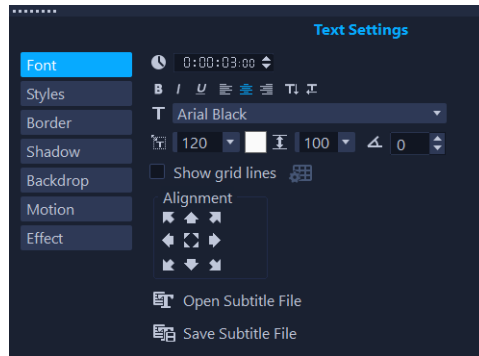 Text Settings
Font
Styles
Border
Shadow
Backdrop
Motion
Effect
0:00:03:00
B I U
T Arial Black
120 100 0
Show grid lines
Alignment
Open Subtitle File
Save Subtitle File